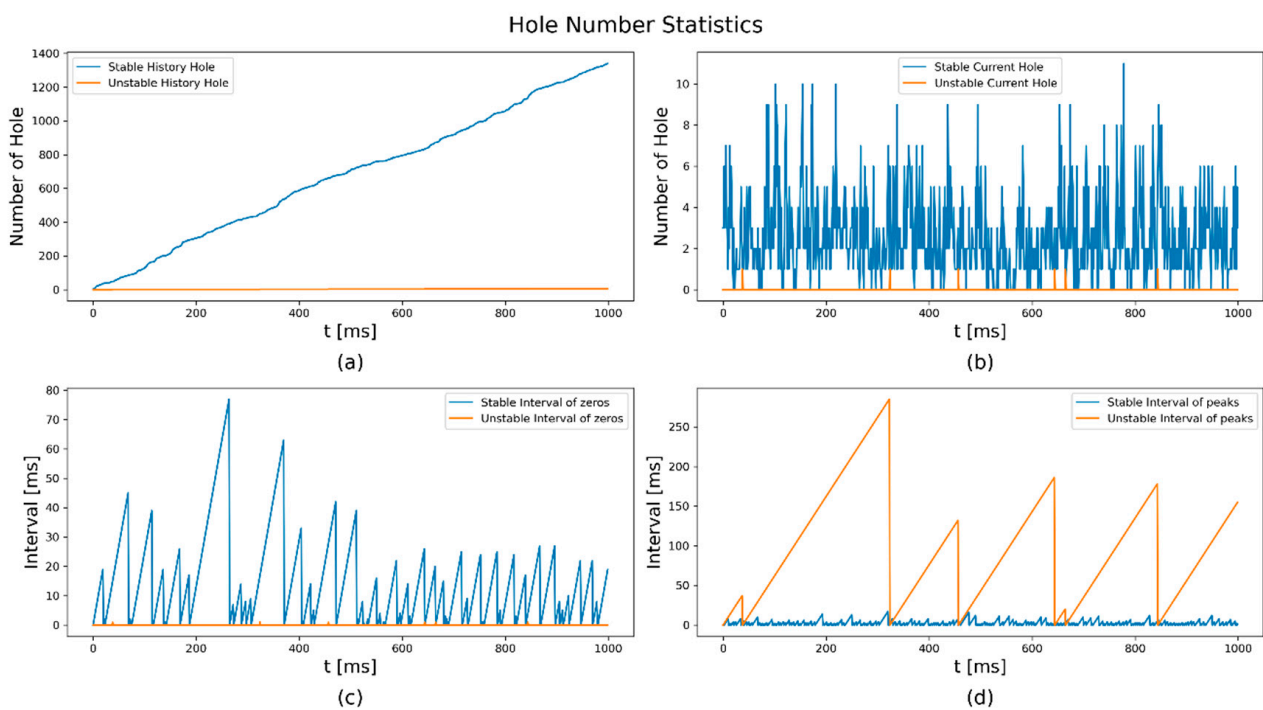 Hole Number Statistics
1400
1200
1000
800
600
400
200
0
Number of Hole
Stable History Hole
Unstable History Hole
0 200 400 600 800 1000
t [ms]
(a)
10
8
6
4
2
0
Number of Hole
Stable Current Hole
Unstable Current Hole
0 200 400 600 800 1000
t [ms]
(b)
80
70
60
50
40
30
20
10
0
Interval [ms]
Stable Interval of zeros
Unstable Interval of zeros
0 200 400 600 800 1000
t [ms]
(c)
250
200
150
100
50
0
Interval [ms]
Stable Interval of peaks
Unstable Interval of peaks
0 200 400 600 800 1000
t [ms]
(d)